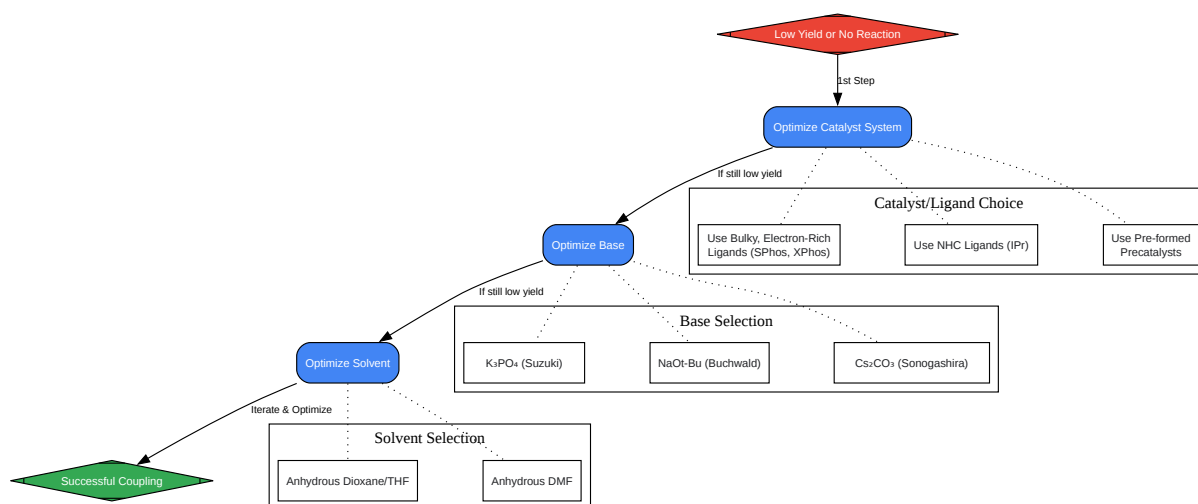 Low Yield or No Reaction
1st Step
Optimize Catalyst System
If still low yield
Catalyst/Ligand Choice
Use Bulky, Electron-Rich
Ligands (SPhos, XPhos)
Use NHC Ligands (IPr)
Use Pre-formed
Precatalysts
Optimize Base
If still low yield
Base Selection
K₃PO₄ (Suzuki)
NaOt-Bu (Buchwald)
Cs₂CO₃ (Sonogashira)
Optimize Solvent
Iterate & Optimize
Solvent Selection
Anhydrous Dioxane/THF
Anhydrous DMF
Successful Coupling